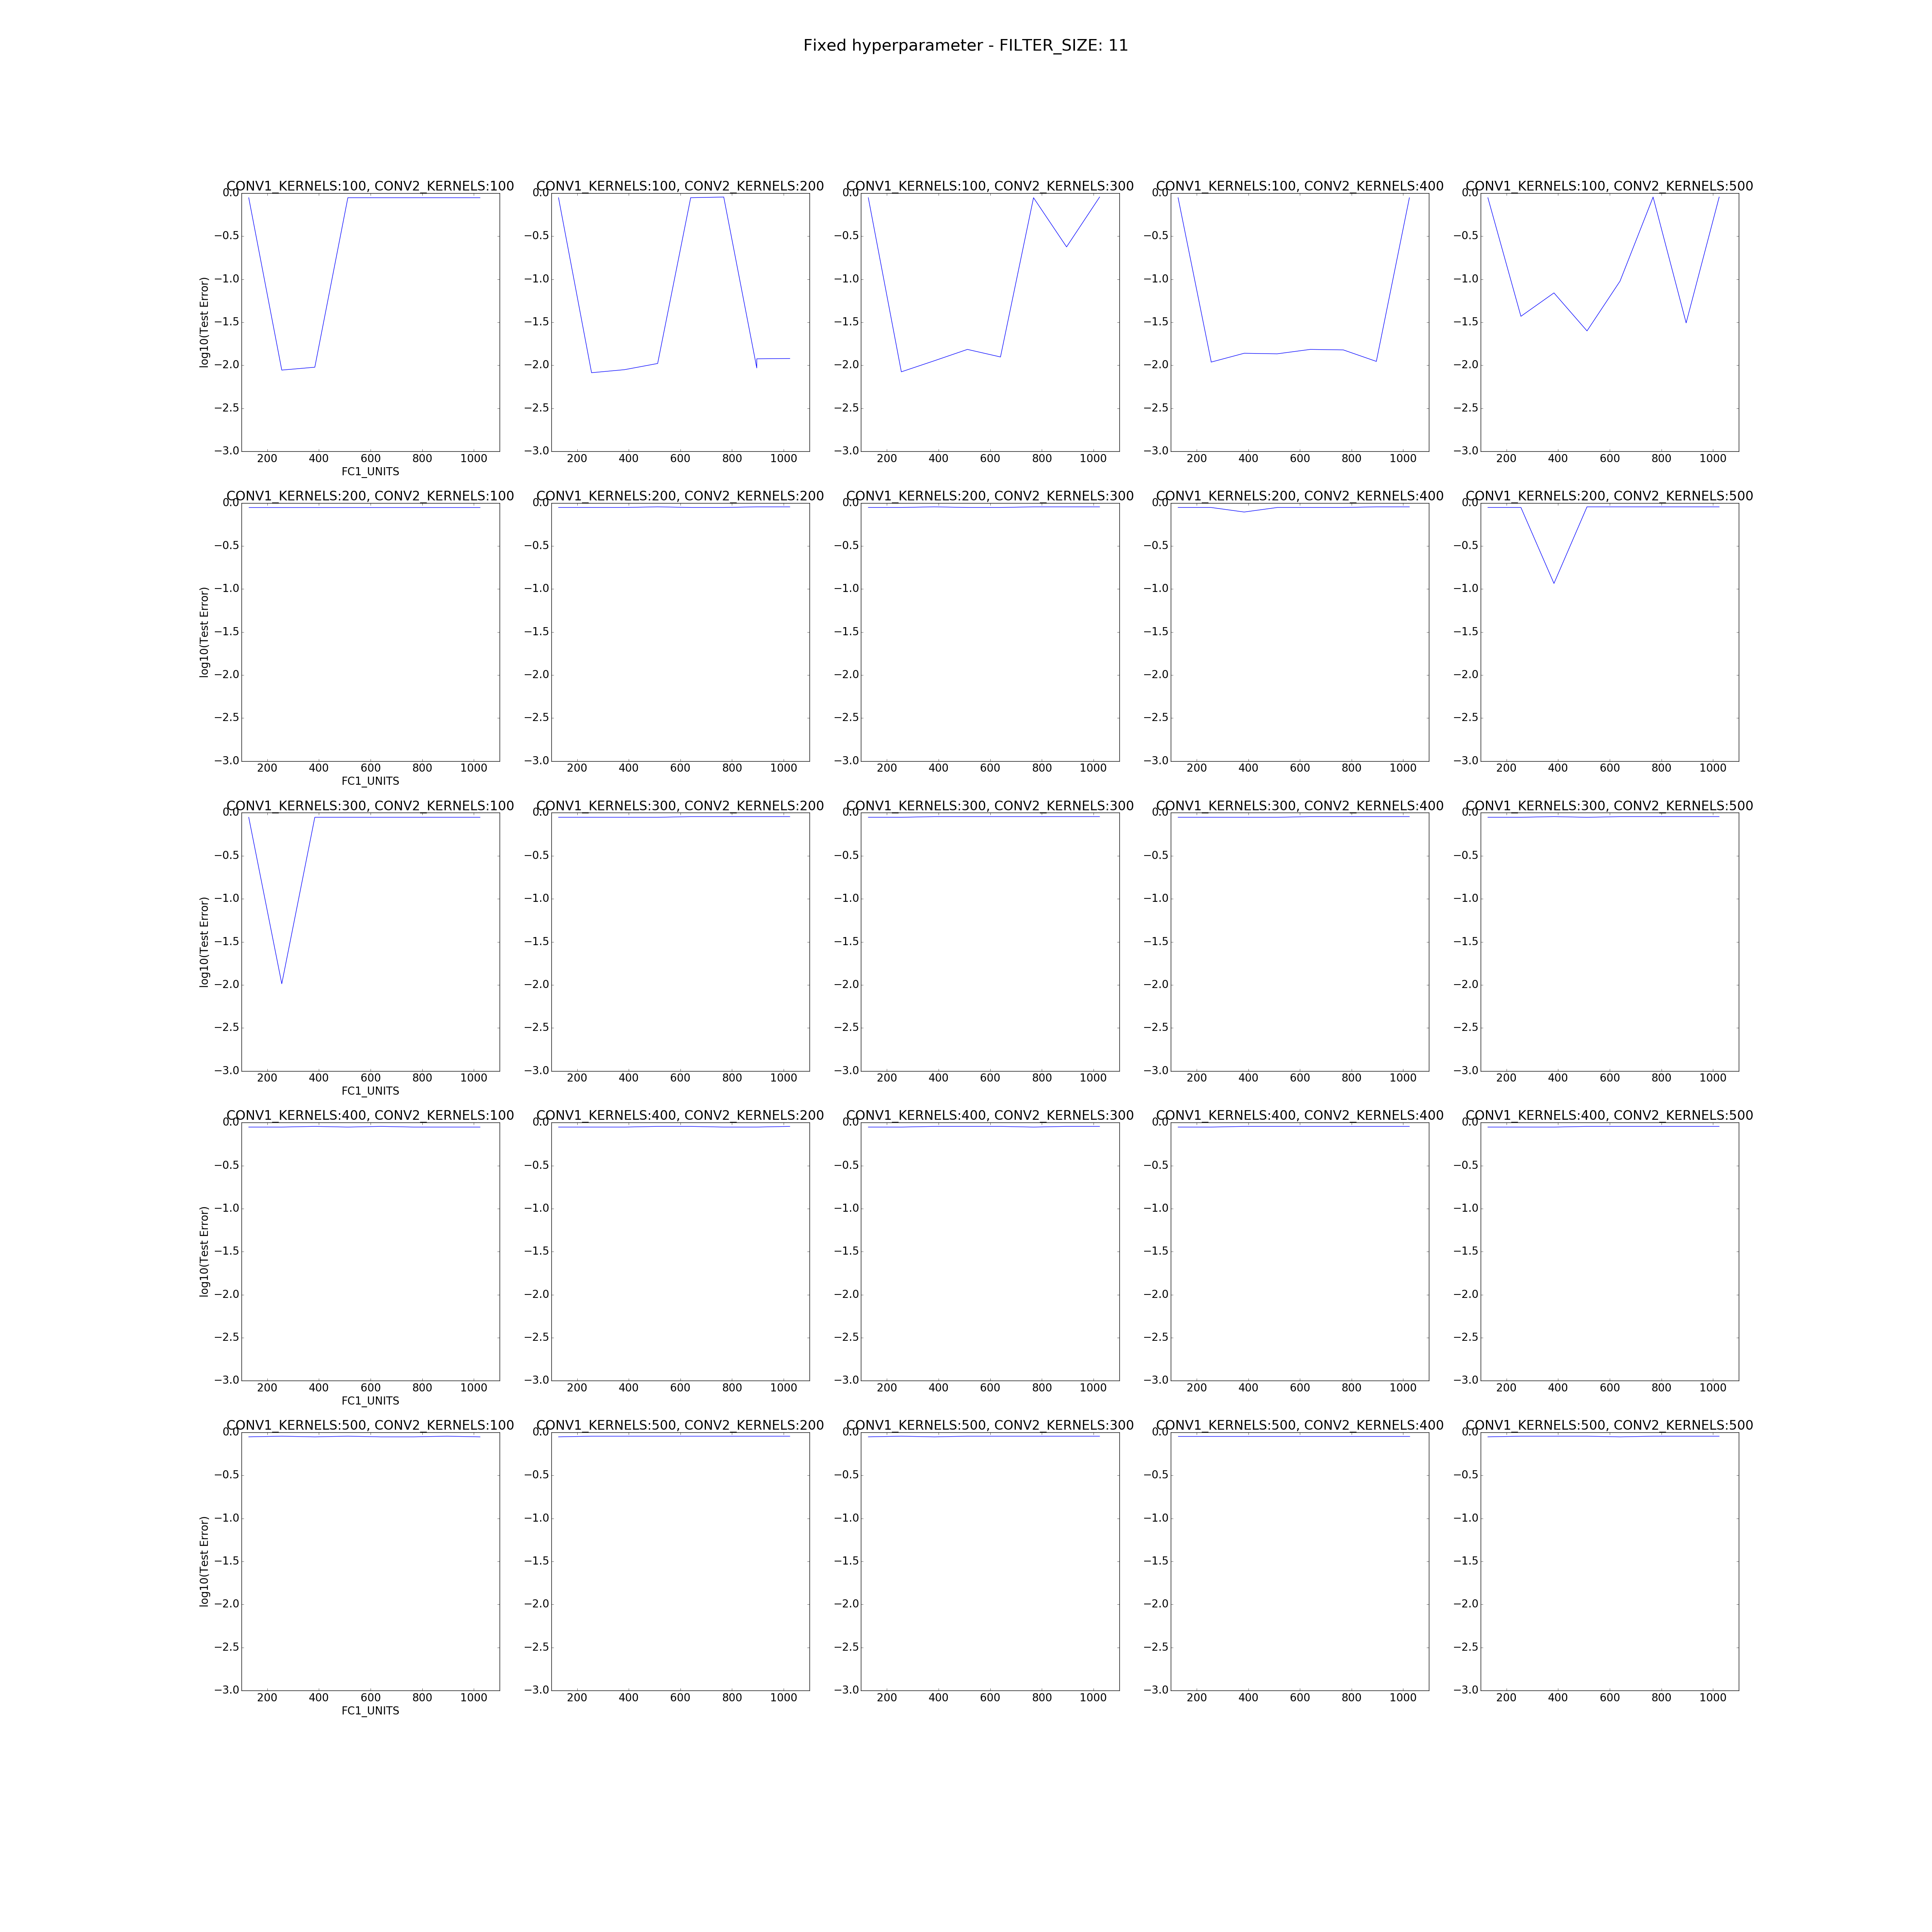 Fixed hyperparameter - FILTER_SIZE: 11
CONV1_KERNELS:100, CONV2_KERNELS:100 CONV1_KERNELS:100, CONV2_KERNELS:200 CONV1_KERNELS:100, CONV2_KERNELS:300 CONV1_KERNELS:100, CONV2_KERNELS:400 CONV1_KERNELS:100, CONV2_KERNELS:500
0.0 0.0 0.0 0.0 0.0
−0.5 −0.5 −0.5 −0.5 −0.5
−1.0 −1.0 −1.0 −1.0 −1.0
log10(Test Error)
−1.5 −1.5 −1.5 −1.5 −1.5
−2.0 −2.0 −2.0 −2.0 −2.0
−2.5 −2.5 −2.5 −2.5 −2.5
−3.0 −3.0 −3.0 −3.0 −3.0
200 400 600 800 1000 200 400 600 800 1000 200 400 600 800 1000 200 400 600 800 1000 200 400 600 800 1000
FC1_UNITS
CONV1_KERNELS:200, CONV2_KERNELS:100 CONV1_KERNELS:200, CONV2_KERNELS:200 CONV1_KERNELS:200, CONV2_KERNELS:300 CONV1_KERNELS:200, CONV2_KERNELS:400 CONV1_KERNELS:200, CONV2_KERNELS:500
0.0 0.0 0.0 0.0 0.0
−0.5 −0.5 −0.5 −0.5 −0.5
−1.0 −1.0 −1.0 −1.0 −1.0
log10(Test Error)
−1.5 −1.5 −1.5 −1.5 −1.5
−2.0 −2.0 −2.0 −2.0 −2.0
−2.5 −2.5 −2.5 −2.5 −2.5
−3.0 −3.0 −3.0 −3.0 −3.0
200 400 600 800 1000 200 400 600 800 1000 200 400 600 800 1000 200 400 600 800 1000 200 400 600 800 1000
FC1_UNITS
CONV1_KERNELS:300, CONV2_KERNELS:100 CONV1_KERNELS:300, CONV2_KERNELS:200 CONV1_KERNELS:300, CONV2_KERNELS:300 CONV1_KERNELS:300, CONV2_KERNELS:400 CONV1_KERNELS:300, CONV2_KERNELS:500
0.0 0.0 0.0 0.0 0.0
−0.5 −0.5 −0.5 −0.5 −0.5
−1.0 −1.0 −1.0 −1.0 −1.0
log10(Test Error)
−1.5 −1.5 −1.5 −1.5 −1.5
−2.0 −2.0 −2.0 −2.0 −2.0
−2.5 −2.5 −2.5 −2.5 −2.5
−3.0 −3.0 −3.0 −3.0 −3.0
200 400 600 800 1000 200 400 600 800 1000 200 400 600 800 1000 200 400 600 800 1000 200 400 600 800 1000
FC1_UNITS
CONV1_KERNELS:400, CONV2_KERNELS:100 CONV1_KERNELS:400, CONV2_KERNELS:200 CONV1_KERNELS:400, CONV2_KERNELS:300 CONV1_KERNELS:400, CONV2_KERNELS:400 CONV1_KERNELS:400, CONV2_KERNELS:500
0.0 0.0 0.0 0.0 0.0
−0.5 −0.5 −0.5 −0.5 −0.5
−1.0 −1.0 −1.0 −1.0 −1.0
log10(Test Error)
−1.5 −1.5 −1.5 −1.5 −1.5
−2.0 −2.0 −2.0 −2.0 −2.0
−2.5 −2.5 −2.5 −2.5 −2.5
−3.0 −3.0 −3.0 −3.0 −3.0
200 400 600 800 1000 200 400 600 800 1000 200 400 600 800 1000 200 400 600 800 1000 200 400 600 800 1000
FC1_UNITS
CONV1_KERNELS:500, CONV2_KERNELS:100 CONV1_KERNELS:500, CONV2_KERNELS:200 CONV1_KERNELS:500, CONV2_KERNELS:300 CONV1_KERNELS:500, CONV2_KERNELS:400 CONV1_KERNELS:500, CONV2_KERNELS:500
0.0 0.0 0.0 0.0 0.0
−0.5 −0.5 −0.5 −0.5 −0.5
−1.0 −1.0 −1.0 −1.0 −1.0
log10(Test Error)
−1.5 −1.5 −1.5 −1.5 −1.5
−2.0 −2.0 −2.0 −2.0 −2.0
−2.5 −2.5 −2.5 −2.5 −2.5
−3.0 −3.0 −3.0 −3.0 −3.0
200 400 600 800 1000 200 400 600 800 1000 200 400 600 800 1000 200 400 600 800 1000 200 400 600 800 1000
FC1_UNITS